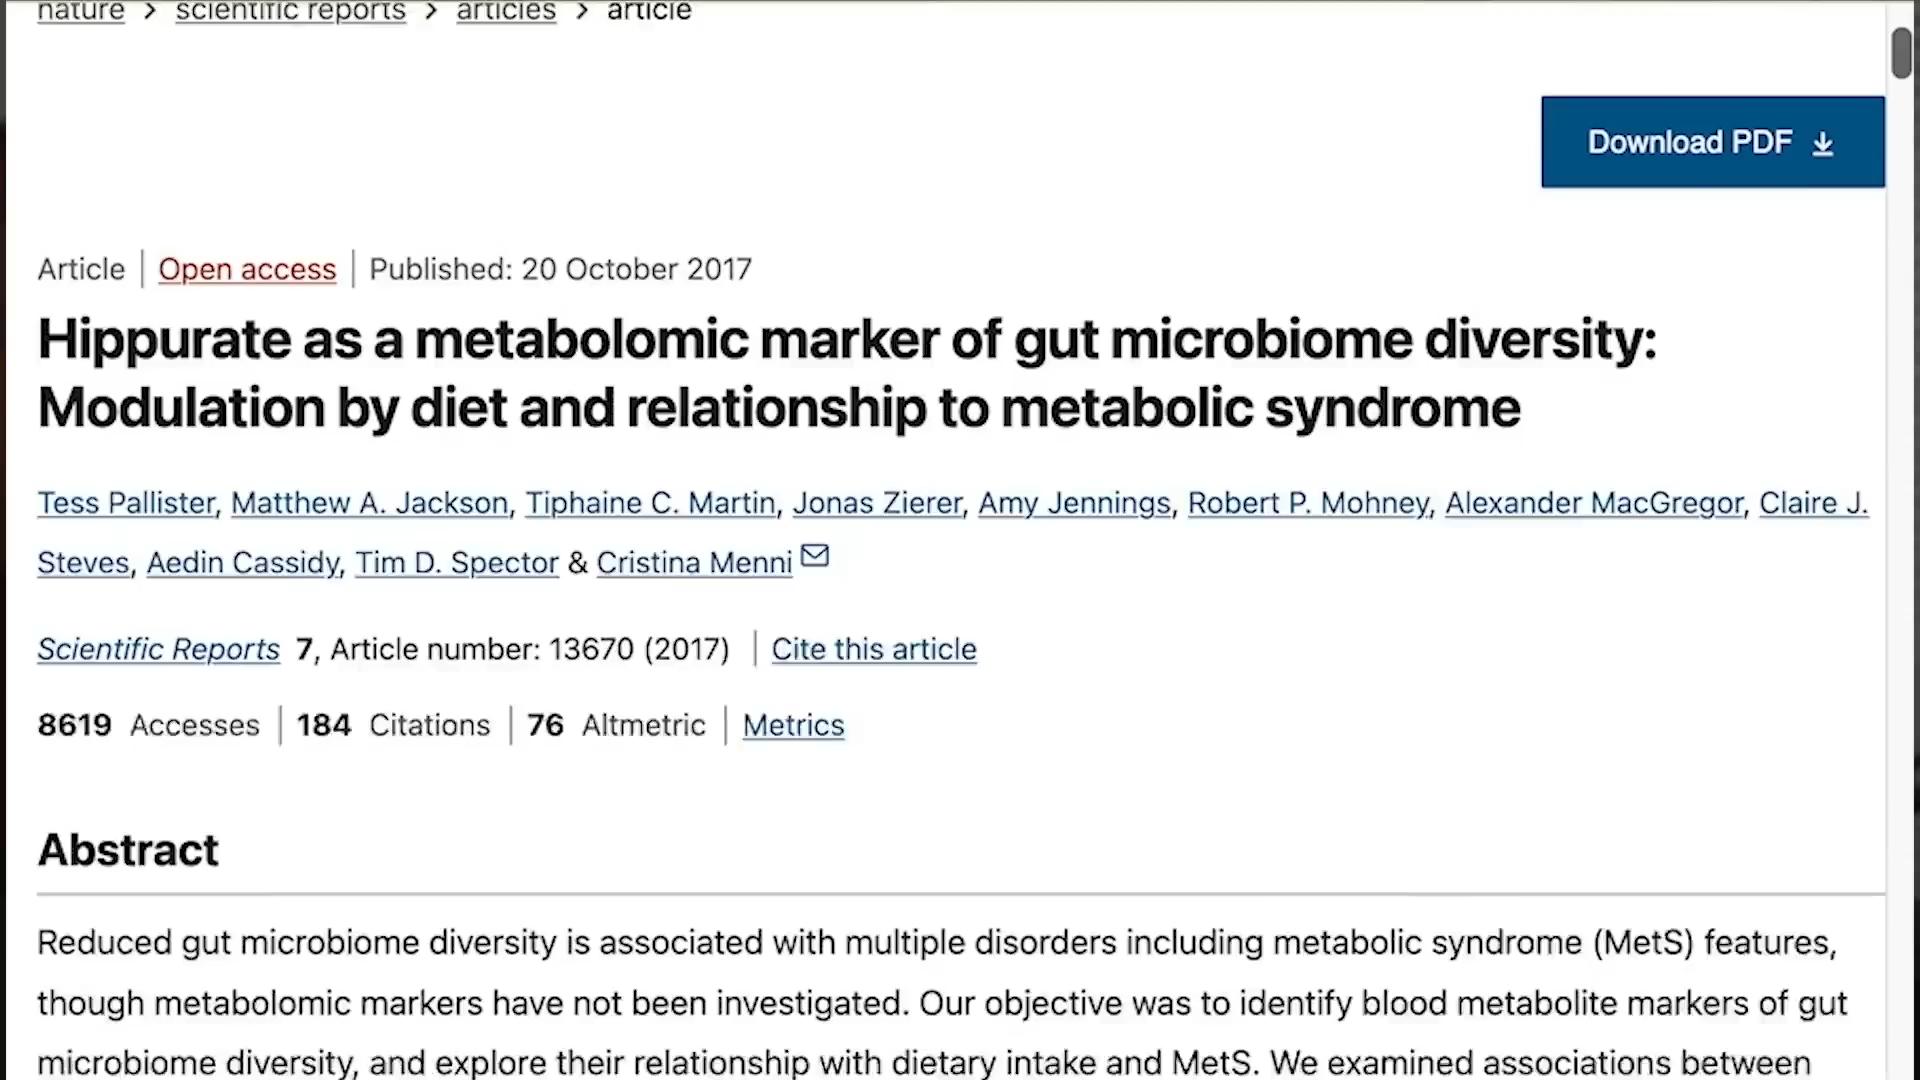 nature > scientific reports > articles > article
Download PDF
Article | Open access | Published: 20 October 2017
Hippurate as a metabolomic marker of gut microbiome diversity:
Modulation by diet and relationship to metabolic syndrome
Tess Pallister, Matthew A. Jackson, Tiphaine C. Martin, Jonas Zierer, Amy Jennings, Robert P. Mohney, Alexander MacGregor, Claire J.
Steves, Aedin Cassidy, Tim D. Spector & Cristina Menni
Scientific Reports 7, Article number: 13670 (2017) | Cite this article
8619 Accesses | 184 Citations | 76 Altmetric | Metrics
Abstract
Reduced gut microbiome diversity is associated with multiple disorders including metabolic syndrome (MetS) features,
though metabolomic markers have not been investigated. Our objective was to identify blood metabolite markers of gut
microbiome diversity, and explore their relationship with dietary intake and MetS. We examined associations between